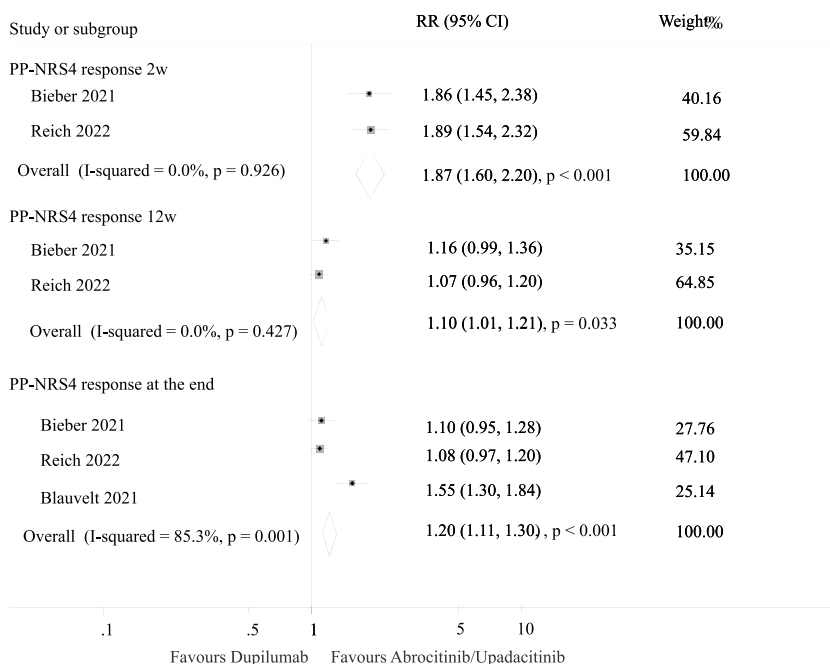 Study or subgroup RR (95% CI) Weight%
PP-NRS4 response 2w
Bieber 2021 1.86 (1.45, 2.38) 40.16
Reich 2022 1.89 (1.54, 2.32) 59.84
Overall (I-squared = 0.0%, p = 0.926) 1.87 (1.60, 2.20), p < 0.001 100.00
PP-NRS4 response 12w
Bieber 2021 1.16 (0.99, 1.36) 35.15
Reich 2022 1.07 (0.96, 1.20) 64.85
Overall (I-squared = 0.0%, p = 0.427) 1.10 (1.01, 1.21), p = 0.033 100.00
PP-NRS4 response at the end
Bieber 2021 1.10 (0.95, 1.28) 27.76
Reich 2022 1.08 (0.97, 1.20) 47.10
Blauvelt 2021 1.55 (1.30, 1.84) 25.14
Overall (I-squared = 85.3%, p = 0.001) 1.20 (1.11, 1.30), p < 0.001 100.00
.1 .5 1 5 10
Favours Dupilumab Favours Abrocitinib/Upadacitinib